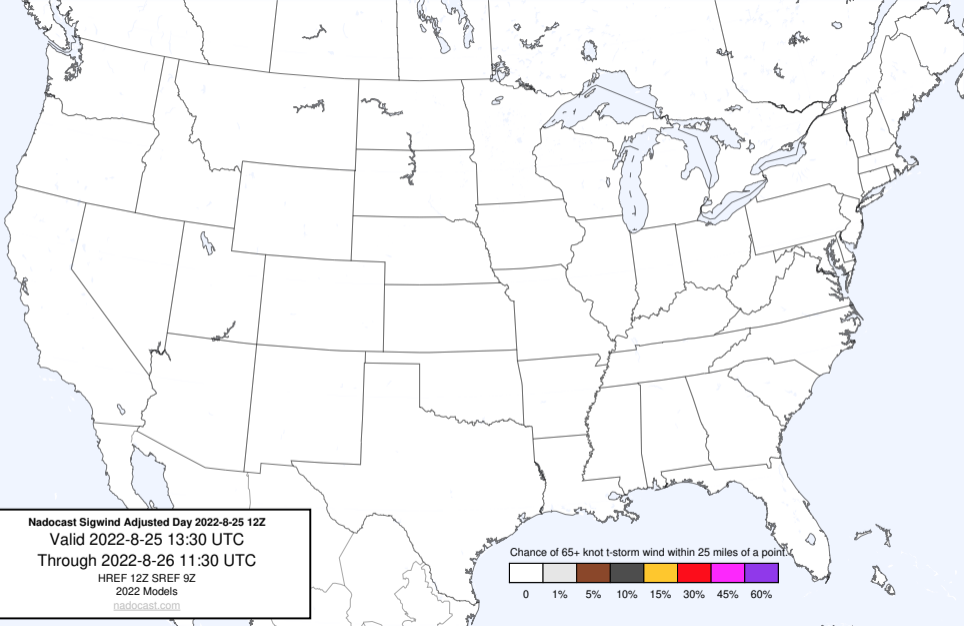 Nadocast Sigwind Adjusted Day 2022-8-25 12Z
Valid 2022-8-25 13:30 UTC
Through 2022-8-26 11:30 UTC
HREF 12Z SREF 9Z
2022 Models
nadocast.com
Chance of 65+ knot t-storm wind within 25 miles of a point.
0 1% 5% 10% 15% 30% 45% 60%